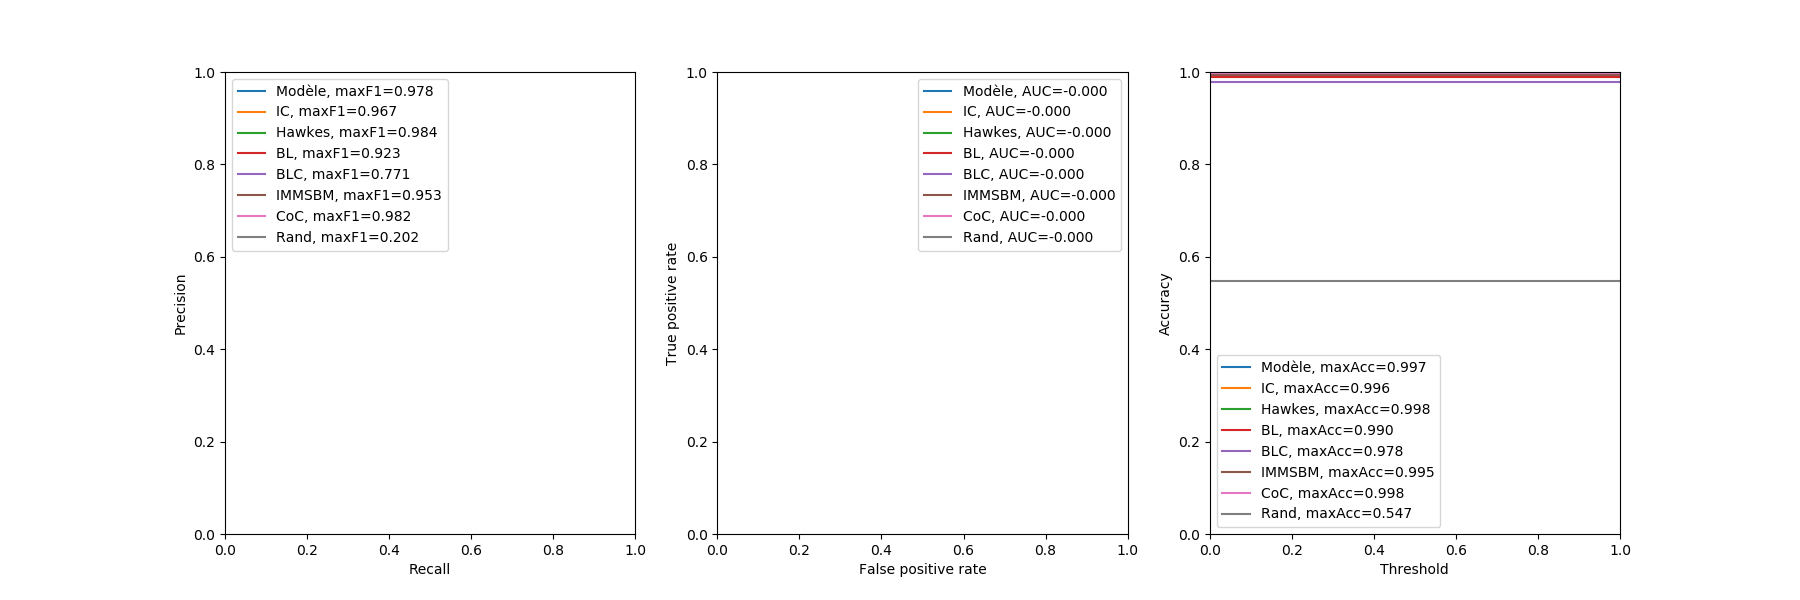 1.0
0.8
0.6
0.4
0.2
0.0
Precision
Modèle, maxF1=0.978
IC, maxF1=0.967
Hawkes, maxF1=0.984
BL, maxF1=0.923
BLC, maxF1=0.771
IMMSBM, maxF1=0.953
CoC, maxF1=0.982
Rand, maxF1=0.202
0.0 0.2 0.4 0.6 0.8 1.0
Recall
1.0
0.8
0.6
0.4
0.2
0.0
True positive rate
Modèle, AUC=-0.000
IC, AUC=-0.000
Hawkes, AUC=-0.000
BL, AUC=-0.000
BLC, AUC=-0.000
IMMSBM, AUC=-0.000
CoC, AUC=-0.000
Rand, AUC=-0.000
0.0 0.2 0.4 0.6 0.8 1.0
False positive rate
1.0
0.8
0.6
0.4
0.2
0.0
Accuracy
Modèle, maxAcc=0.997
IC, maxAcc=0.996
Hawkes, maxAcc=0.998
BL, maxAcc=0.990
BLC, maxAcc=0.978
IMMSBM, maxAcc=0.995
CoC, maxAcc=0.998
Rand, maxAcc=0.547
0.0 0.2 0.4 0.6 0.8 1.0
Threshold